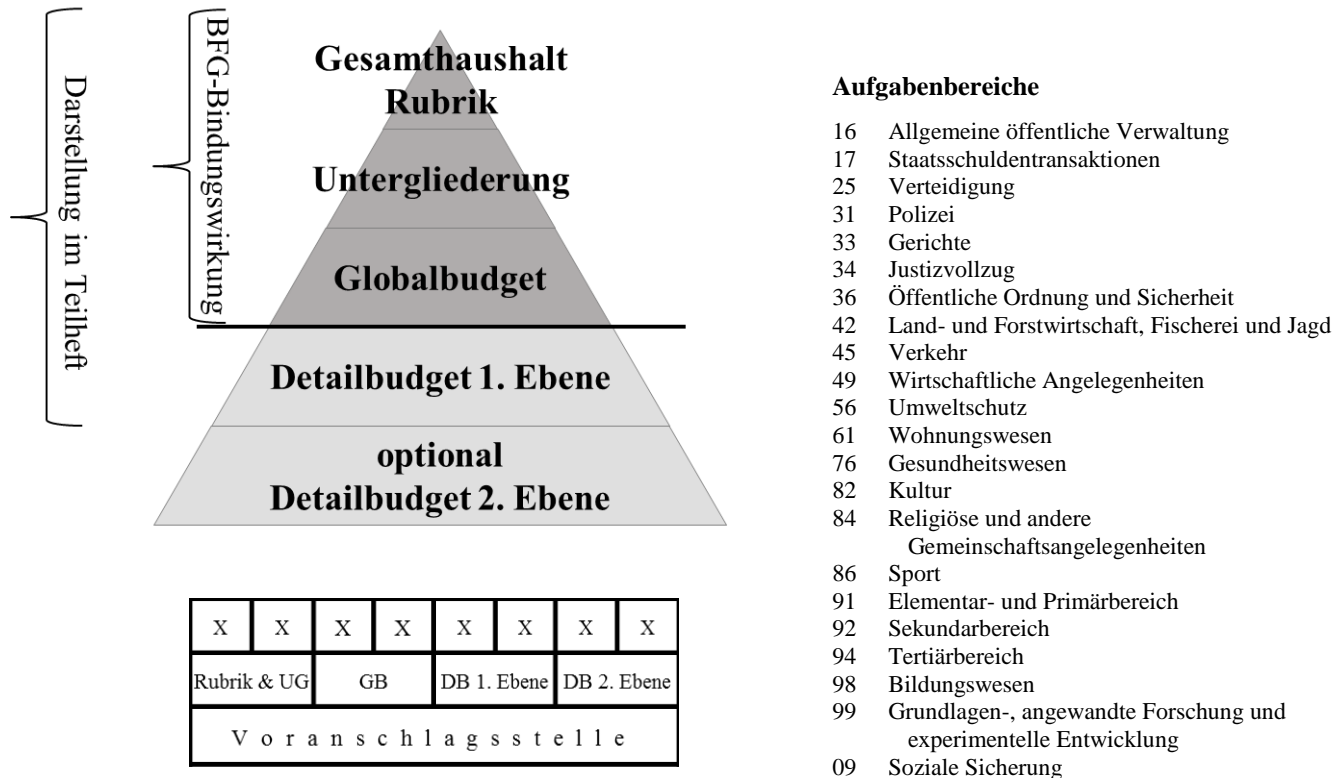 Darstellung im Teilheft
BFG-Bindungswirkung
Gesamthaushalt
Rubrik
Untergliederung
Globalbudget
Detailbudget 1. Ebene
optional
Detailbudget 2. Ebene
X X X X X X X X
Rubrik & UG GB DB 1. Ebene DB 2. Ebene
Voranschlagsstelle
Aufgabenbereiche
16 Allgemeine öffentliche Verwaltung
17 Staatsschuldentransaktionen
25 Verteidigung
31 Polizei
33 Gerichte
34 Justizvollzug
36 Öffentliche Ordnung und Sicherheit
42 Land- und Forstwirtschaft, Fischerei und Jagd
45 Verkehr
49 Wirtschaftliche Angelegenheiten
56 Umweltschutz
61 Wohnungswesen
76 Gesundheitswesen
82 Kultur
84 Religiöse und andere
Gemeinschaftsangelegenheiten
86 Sport
91 Elementar- und Primärbereich
92 Sekundarbereich
94 Tertiärbereich
98 Bildungswesen
99 Grundlagen-, angewandte Forschung und
experimentelle Entwicklung
09 Soziale Sicherung